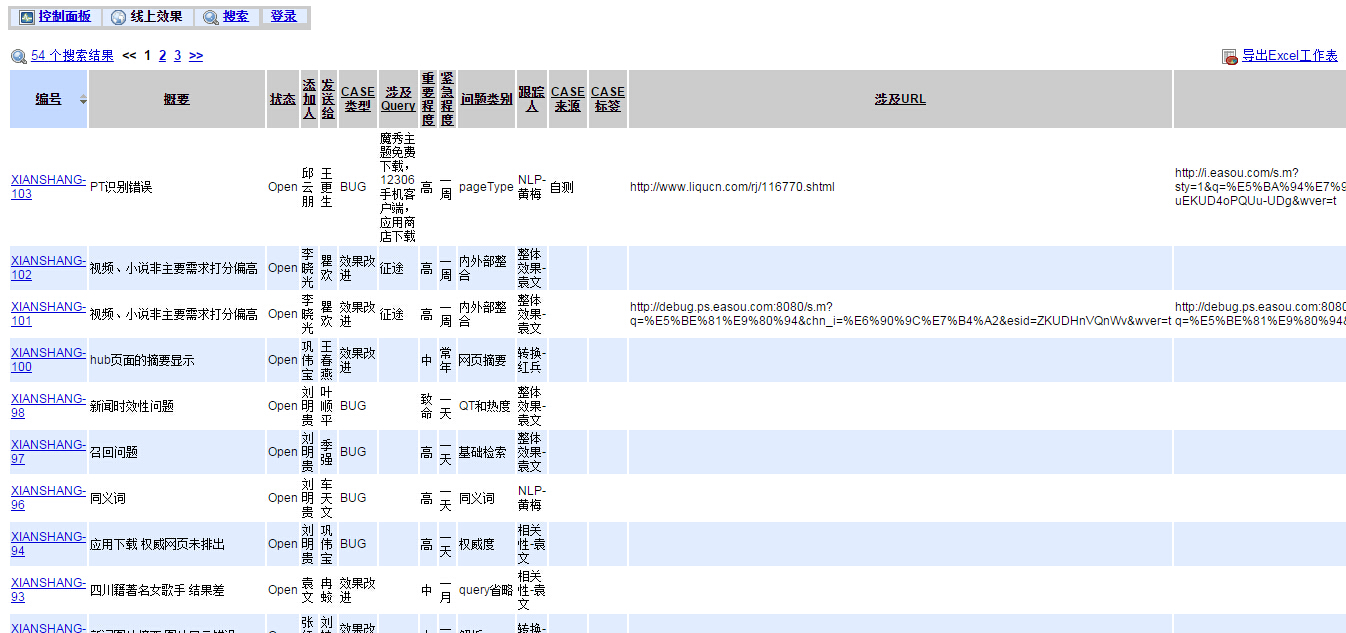 控制面板 线上效果 搜索 登录
54 个搜索结果 << 1 2 3 >> 导出Excel工作表
编号 概要 状态 添加人 发送给 CASE类型 涉及Query 重要程度 紧急程度 问题类别 跟踪人 CASE来源 CASE标签 涉及URL
XIANSHANG-103 PT识别错误 Open 邱云朋 王更生 BUG 魔秀主题免费下载，12306手机客户端，应用商店下载 高 一周 pageType NLP-黄梅 自测 http://www.liqucn.com/rj/116770.shtml http://i.easou.com/s.m?
sty=1&q=%E5%BA%94%E7%9
uEKUD4oPQUu-UDg&wver=t
XIANSHANG-102 视频、小说非主要需求打分偏高 Open 李晓光 瞿欢 效果改进 征途 高 一周 内外部整合 整体效果-袁文
XIANSHANG-101 视频、小说非主要需求打分偏高 Open 李晓光 瞿欢 效果改进 征途 高 一周 内外部整合 整体效果-袁文 http://debug.ps.easou.com:8080/s.m?
q=%E5%BE%81%E9%80%94&chn_i=%E6%90%9C%E7%B4%A2&esid=ZKUDHnVQnWv&wver=t http://debug.ps.easou.com:8080
q=%E5%BE%81%E9%80%94&
XIANSHANG-100 hub页面的摘要显示 Open 巩伟宝 王春燕 效果改进 中 常年 网页摘要 转换-红兵
XIANSHANG-98 新闻时效性问题 Open 刘明贵 叶顺平 BUG 致命 一天 QT和热度 整体效果-袁文
XIANSHANG-97 召回问题 Open 刘明贵 季强 BUG 高 一天 基础检索 整体效果-袁文
XIANSHANG-96 同义词 Open 刘明贵 车天文 BUG 高 一天 同义词 NLP-黄梅
XIANSHANG-94 应用下载 权威网页未排出 Open 刘明贵 巩伟宝 BUG 高 一天 权威度 相关性-袁文
XIANSHANG-93 四川籍著名女歌手 结果差 Open 袁文 冉蛟 效果改进 中 一月 query省略 相关性-袁文
XIANSHANG- Open 张 刘 效果改 转换-